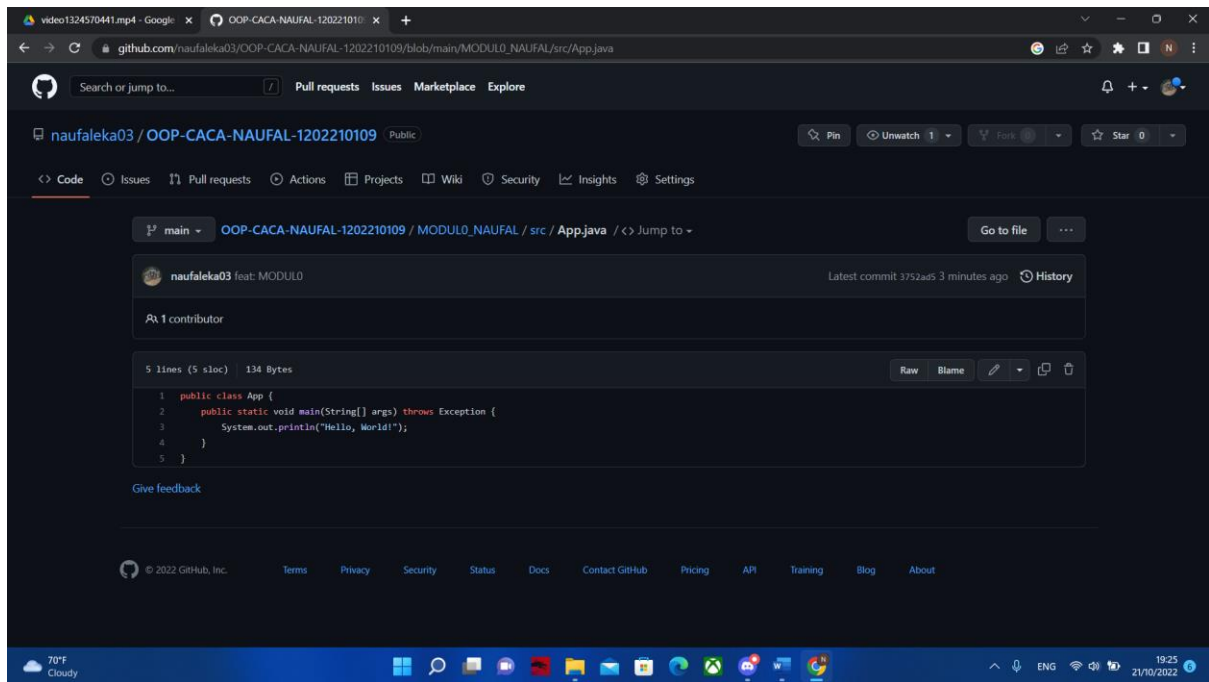 video1324570441.mp4 - Google
OOP-CACA-NAUFAL-120221010
github.com/naufaleka03/OOP-CACA-NAUFAL-1202210109/blob/main/MODUL0_NAUFAL/src/App.java
Search or jump to...
/
Pull requests Issues Marketplace Explore
naufaleka03 / OOP-CACA-NAUFAL-1202210109 Public
Pin Unwatch 1 Fork 0 Star 0
Code Issues Pull requests Actions Projects Wiki Security Insights Settings
main OOP-CACA-NAUFAL-1202210109 / MODUL0_NAUFAL / src / App.java / <> Jump to
Go to file ...
naufaleka03 feat: MODUL0
Latest commit 3752ad5 3 minutes ago History
1 contributor
5 lines (5 sloc) 134 Bytes
Raw Blame
1 public class App {
2 public static void main(String[] args) throws Exception {
3 System.out.println("Hello, World!");
4 }
5 }
Give feedback
© 2022 GitHub, Inc. Terms Privacy Security Status Docs Contact GitHub Pricing API Training Blog About
70°F
Cloudy
ENG
19:25
21/10/2022
6